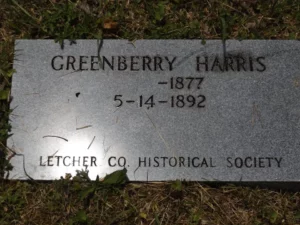 GREENBERRY HARRIS
-1877
5-14-1892
LETCHER CO. HISTORICAL SOCIETY